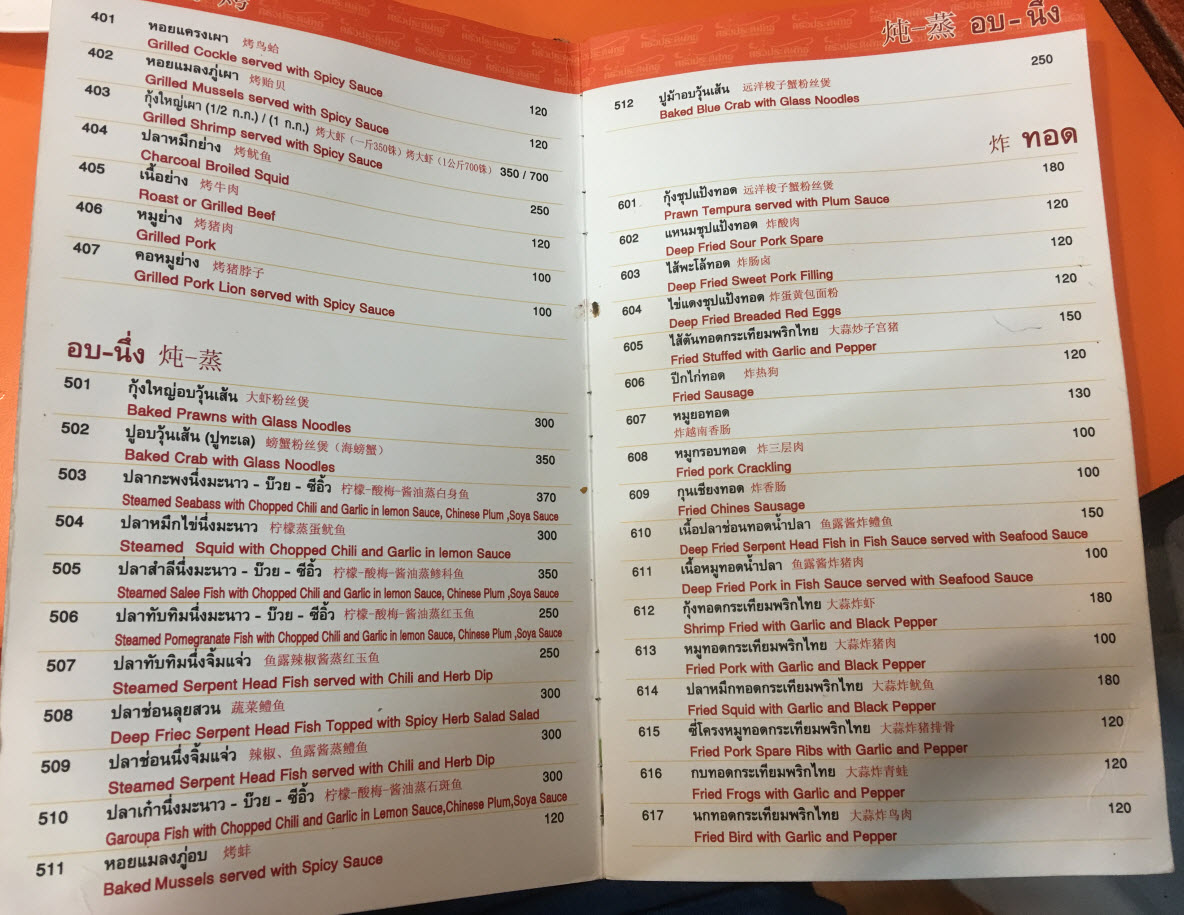 烤
401 หอยแครงเผา 烤鸟蛤
Grilled Cockle served with Spicy Sauce 120
402 หอยแมลงภู่เผา 烤贻贝
Grilled Mussels served with Spicy Sauce 120
403 กุ้งใหญ่เผา (1/2 ก.ก.) / (1 ก.ก.) 烤大虾（一斤350铢）烤大虾（1公斤700铢） 350 / 700
Grilled Shrimp served with Spicy Sauce
404 ปลาหมึกย่าง 烤鱿鱼
Charcoal Broiled Squid 250
405 เนื้อย่าง 烤牛肉
Roast or Grilled Beef 120
406 หมูย่าง 烤猪肉
Grilled Pork 100
407 คอหมูย่าง 烤猪脖子
Grilled Pork Lion served with Spicy Sauce 100
อบ-นึ่ง 炖-蒸
501 กุ้งใหญ่อบวุ้นเส้น 大虾粉丝煲
Baked Prawns with Glass Noodles 300
502 ปูอบวุ้นเส้น (ปูทะเล) 螃蟹粉丝煲（海螃蟹）
Baked Crab with Glass Noodles 350
503 ปลากะพงนึ่งมะนาว - บ๊วย - ซีอิ้ว 柠檬-酸梅-酱油蒸白身鱼 370
Steamed Seabass with Chopped Chili and Garlic in lemon Sauce, Chinese Plum ,Soya Sauce
504 ปลาหมึกไข่นึ่งมะนาว 柠檬蒸蛋鱿鱼 300
Steamed Squid with Chopped Chili and Garlic in lemon Sauce
505 ปลาสำลีนึ่งมะนาว - บ๊วย - ซีอิ้ว 柠檬-酸梅-酱油蒸鲹科鱼 350
Steamed Salee Fish with Chopped Chili and Garlic in lemon Sauce, Chinese Plum ,Soya Sauce
506 ปลาทับทิมนึ่งมะนาว - บ๊วย - ซีอิ้ว 柠檬-酸梅-酱油蒸红玉鱼 250
Steamed Pomegranate Fish with Chopped Chili and Garlic in lemon Sauce, Chinese Plum ,Soya Sauce
507 ปลาทับทิมนึ่งจิ้มแจ่ว 鱼露辣椒酱蒸红玉鱼 250
Steamed Serpent Head Fish served with Chili and Herb Dip
508 ปลาช่อนลุยสวน 蔬菜鳢鱼 300
Deep Friec Serpent Head Fish Topped with Spicy Herb Salad Salad
509 ปลาช่อนนึ่งจิ้มแจ่ว 辣椒、鱼露酱蒸鳢鱼 300
Steamed Serpent Head Fish served with Chili and Herb Dip
510 ปลาเก๋านึ่งมะนาว - บ๊วย - ซีอิ้ว 柠檬-酸梅-酱油蒸石斑鱼 300
Garoupa Fish with Chopped Chili and Garlic in Lemon Sauce,Chinese Plum,Soya Sauce
511 หอยแมลงภู่อบ 烤蚌 120
Baked Mussels served with Spicy Sauce
炖-蒸 อบ-นึ่ง
512 ปูม้าอบวุ้นเส้น 远洋梭子蟹粉丝煲 250
Baked Blue Crab with Glass Noodles
炸 ทอด
601 กุ้งชุปแป้งทอด 远洋梭子蟹粉丝煲 180
Prawn Tempura served with Plum Sauce
602 แหนมชุปแป้งทอด 炸酸肉 120
Deep Fried Sour Pork Spare
603 ไส้พะโล้ทอด 炸肠卤 120
Deep Fried Sweet Pork Filling
604 ไข่แดงชุปแป้งทอด 炸蛋黄包面粉 120
Deep Fried Breaded Red Eggs
605 ไส้ตันทอดกระเทียมพริกไทย 大蒜炒子宫猪 150
Fried Stuffed with Garlic and Pepper
606 ปีกไก่ทอด 炸热狗 120
Fried Sausage
607 หมูยอทอด 130
炸越南香肠
608 หมูกรอบทอด 炸三层肉 100
Fried pork Crackling
609 กุนเชียงทอด 炸香肠 100
Fried Chines Sausage
610 เนื้อปลาช่อนทอดน้ำปลา 鱼露酱炸鳢鱼 150
Deep Fried Serpent Head Fish in Fish Sauce served with Seafood Sauce
611 เนื้อหมูทอดน้ำปลา 鱼露酱炸猪肉 100
Deep Fried Pork in Fish Sauce served with Seafood Sauce
612 กุ้งทอดกระเทียมพริกไทย 大蒜炸虾 180
Shrimp Fried with Garlic and Black Pepper
613 หมูทอดกระเทียมพริกไทย 大蒜炸猪肉 100
Fried Pork with Garlic and Black Pepper
614 ปลาหมึกทอดกระเทียมพริกไทย 大蒜炸鱿鱼 180
Fried Squid with Garlic and Black Pepper
615 ซี่โครงหมูทอดกระเทียมพริกไทย 大蒜炸猪排骨 120
Fried Pork Spare Ribs with Garlic and Pepper
616 กบทอดกระเทียมพริกไทย 大蒜炸青蛙 120
Fried Frogs with Garlic and Pepper
617 นกทอดกระเทียมพริกไทย 大蒜炸鸟肉 120
Fried Bird with Garlic and Pepper